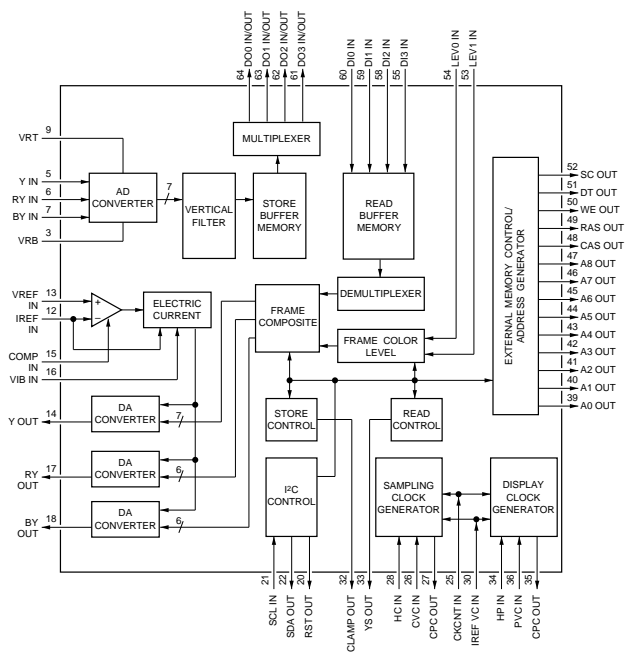 64 DO0 IN/OUT
63 DO1 IN/OUT
62 DO2 IN/OUT
61 DO3 IN/OUT
60 DI0 IN
59 DI1 IN
58 DI2 IN
55 DI3 IN
54 LEV0 IN
53 LEV1 IN
9
VRT
5
Y IN
6
RY IN
7
BY IN
3
VRB
AD
CONVERTER
7
VERTICAL
FILTER
STORE
BUFFER
MEMORY
MULTIPLEXER
READ
BUFFER
MEMORY
DEMULTIPLEXER
EXTERNAL MEMORY CONTROL/
ADDRESS GENERATOR
52
SC OUT
51
DT OUT
50
WE OUT
49
RAS OUT
48
CAS OUT
47
A8 OUT
46
A7 OUT
45
A6 OUT
44
A5 OUT
43
A4 OUT
42
A3 OUT
41
A2 OUT
40
A1 OUT
39
A0 OUT
VREF
IN
13
IREF
IN
12
+
−
ELECTRIC
CURRENT
COMP
IN
15
VIB IN
16
FRAME
COMPOSITE
FRAME COLOR
LEVEL
STORE
CONTROL
READ
CONTROL
Y OUT
14
DA
CONVERTER
7
RY
OUT
17
DA
CONVERTER
6
BY
OUT
18
DA
CONVERTER
6
I²C
CONTROL
SAMPLING
CLOCK
GENERATOR
DISPLAY
CLOCK
GENERATOR
21 SCL IN
22 SDA OUT
20 RST OUT
32 CLAMP OUT
33 YS OUT
28 HC IN
26 CVC IN
27 CPC OUT
25 CKCNT IN
30 IREF VC IN
34 HP IN
36 PVC IN
35 CPC OUT